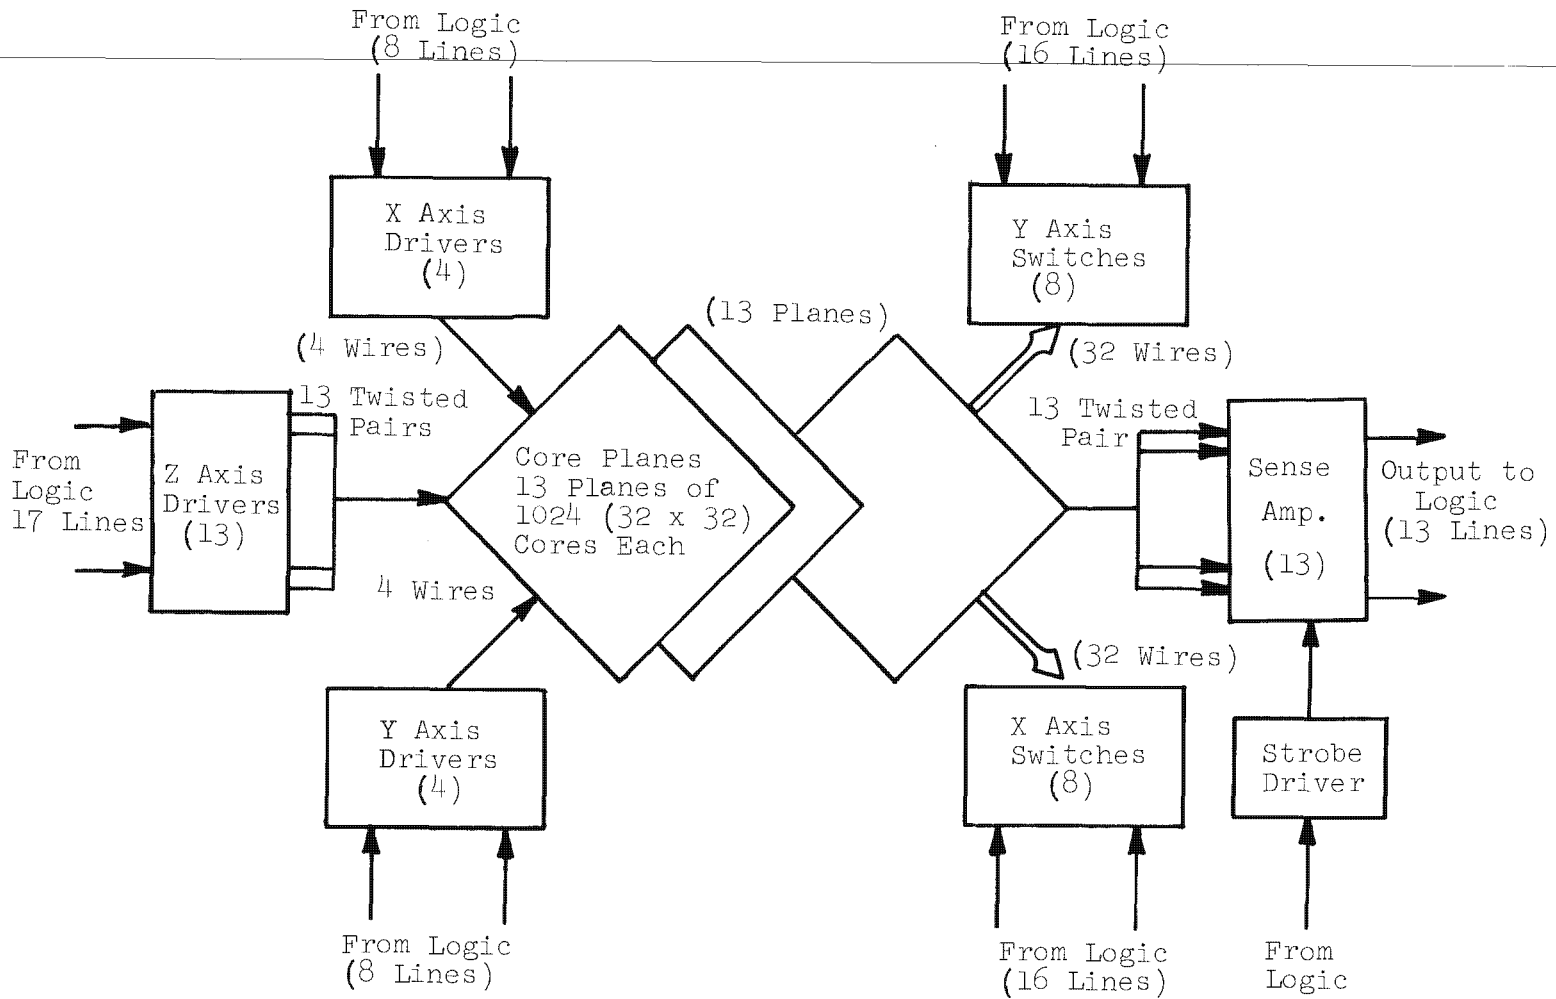 From Logic
(8 Lines)
From Logic
(16 Lines)
X Axis
Drivers
(4)
Y Axis
Switches
(8)
(13 Planes)
(4 Wires)
(32 Wires)
13 Twisted
Pairs
13 Twisted
Pair
From
Logic
17 Lines
Z Axis
Drivers
(13)
Core Planes
13 Planes of
1024 (32 x 32)
Cores Each
Sense
Amp.
(13)
Output to
Logic
(13 Lines)
4 Wires
(32 Wires)
Y Axis
Drivers
(4)
X Axis
Switches
(8)
Strobe
Driver
From Logic
(8 Lines)
From Logic
(16 Lines)
From
Logic